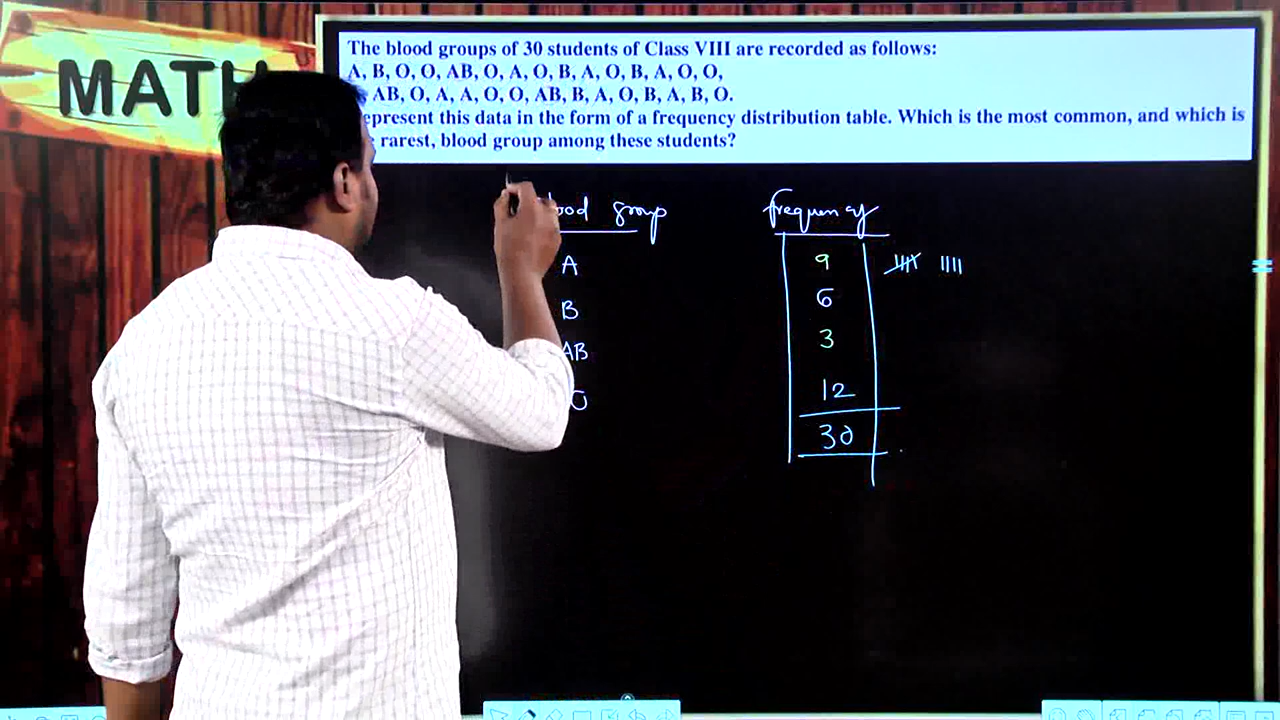 MATH
The blood groups of 30 students of Class VIII are recorded as follows:
A, B, O, O, AB, O, A, O, B, A, O, B, A, O, O,
AB, O, A, A, O, O, AB, B, A, O, B, A, B, O.
epresent this data in the form of a frequency distribution table. Which is the most common, and which is
rarest, blood group among these students?
ood group frequency
A 9
B 6
AB 3
O 12
30